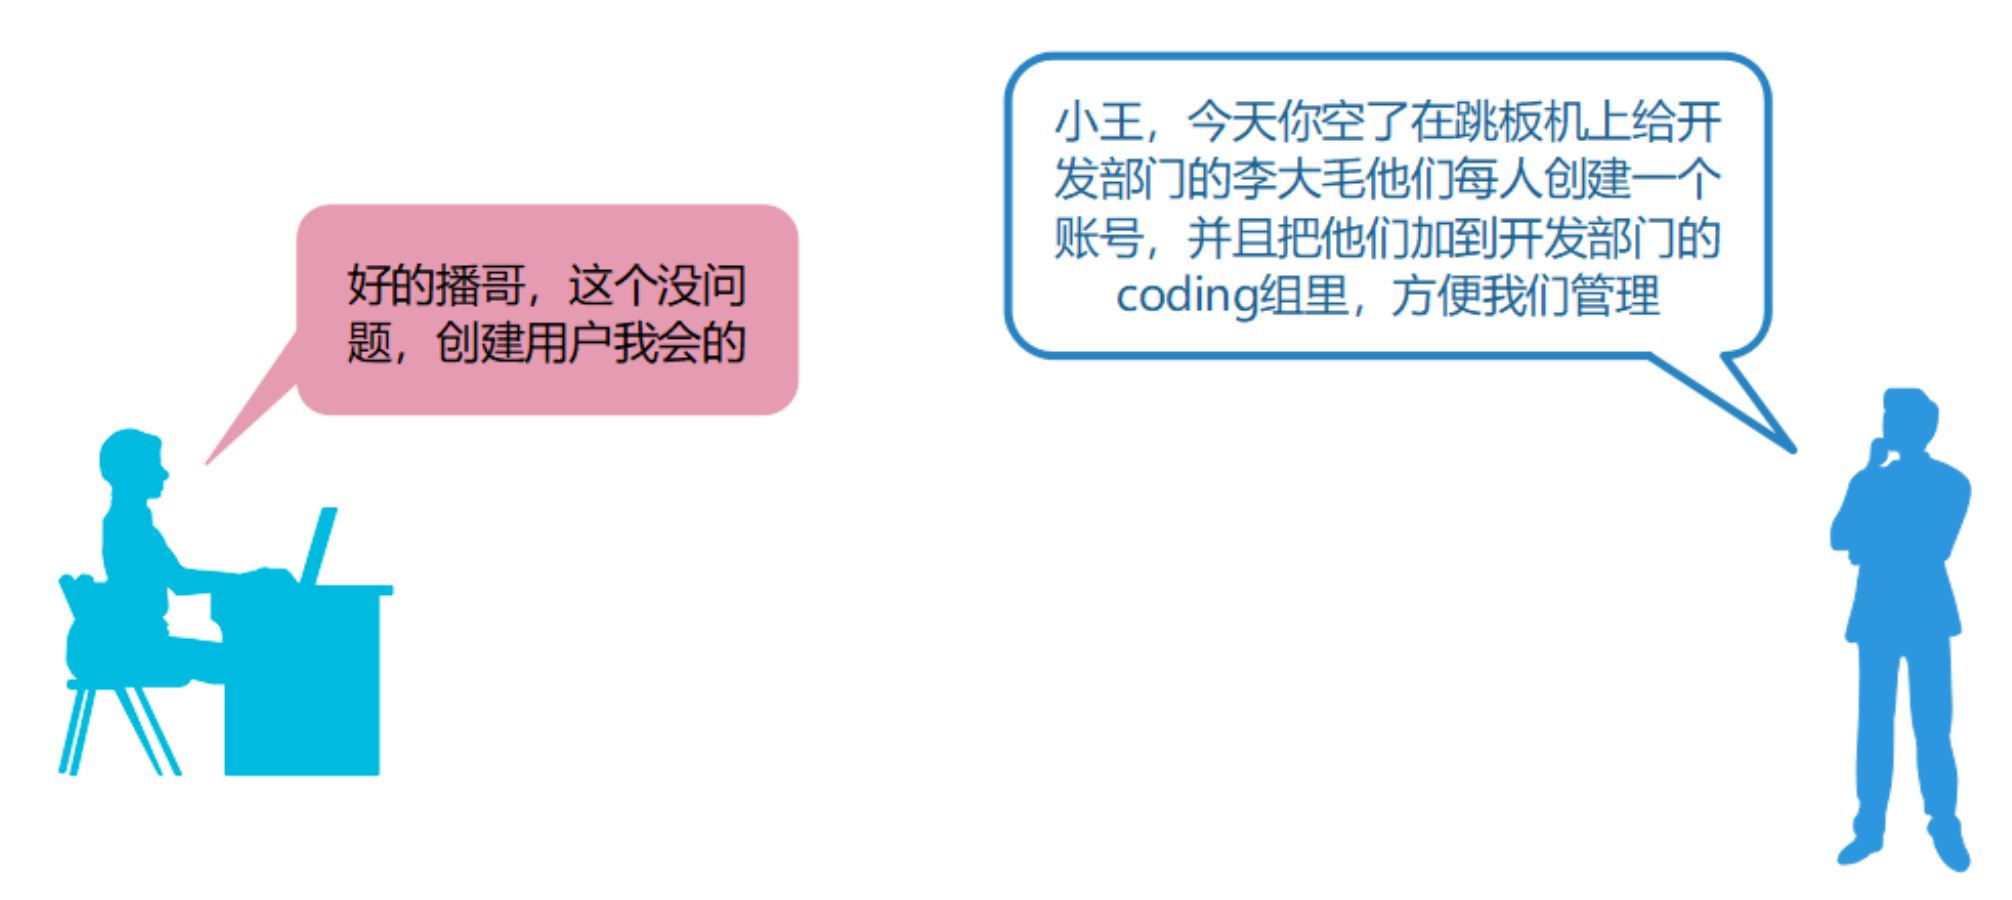 小王，今天你空了在跳板机上给开
发部门的李大毛他们每人创建一个
账号，并且把他们加到开发部门的
coding组里，方便我们管理
好的播哥，这个没问
题，创建用户我会的